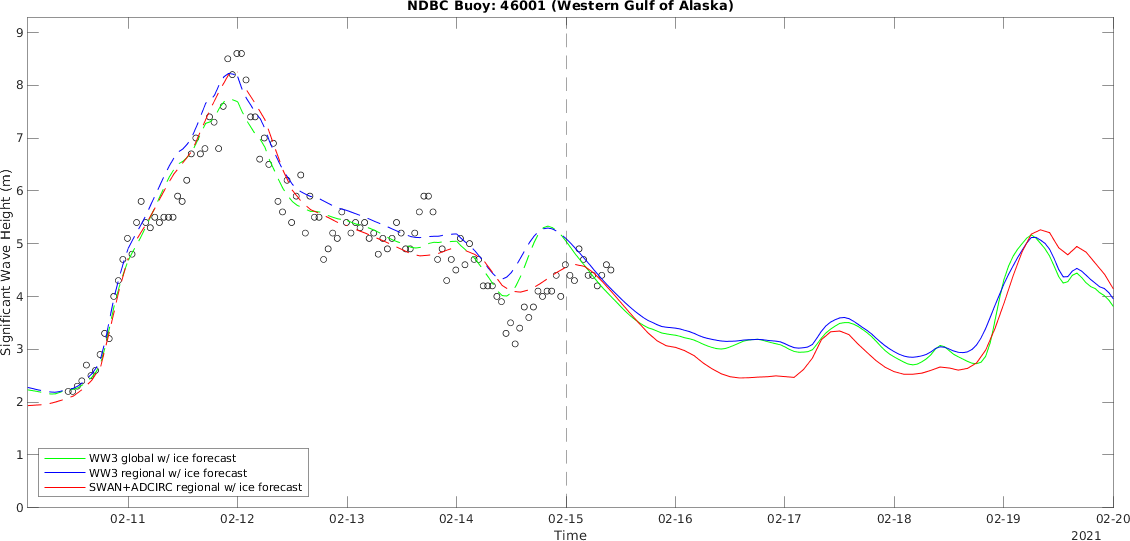 NDBC Buoy: 46001 (Western Gulf of Alaska)
9
8
7
6
5
4
3
2
1
0
Significant Wave Height (m)
WW3 global w/ ice forecast
WW3 regional w/ ice forecast
SWAN+ADCIRC regional w/ ice forecast
02-11 02-12 02-13 02-14 02-15 02-16 02-17 02-18 02-19 02-20
Time
2021